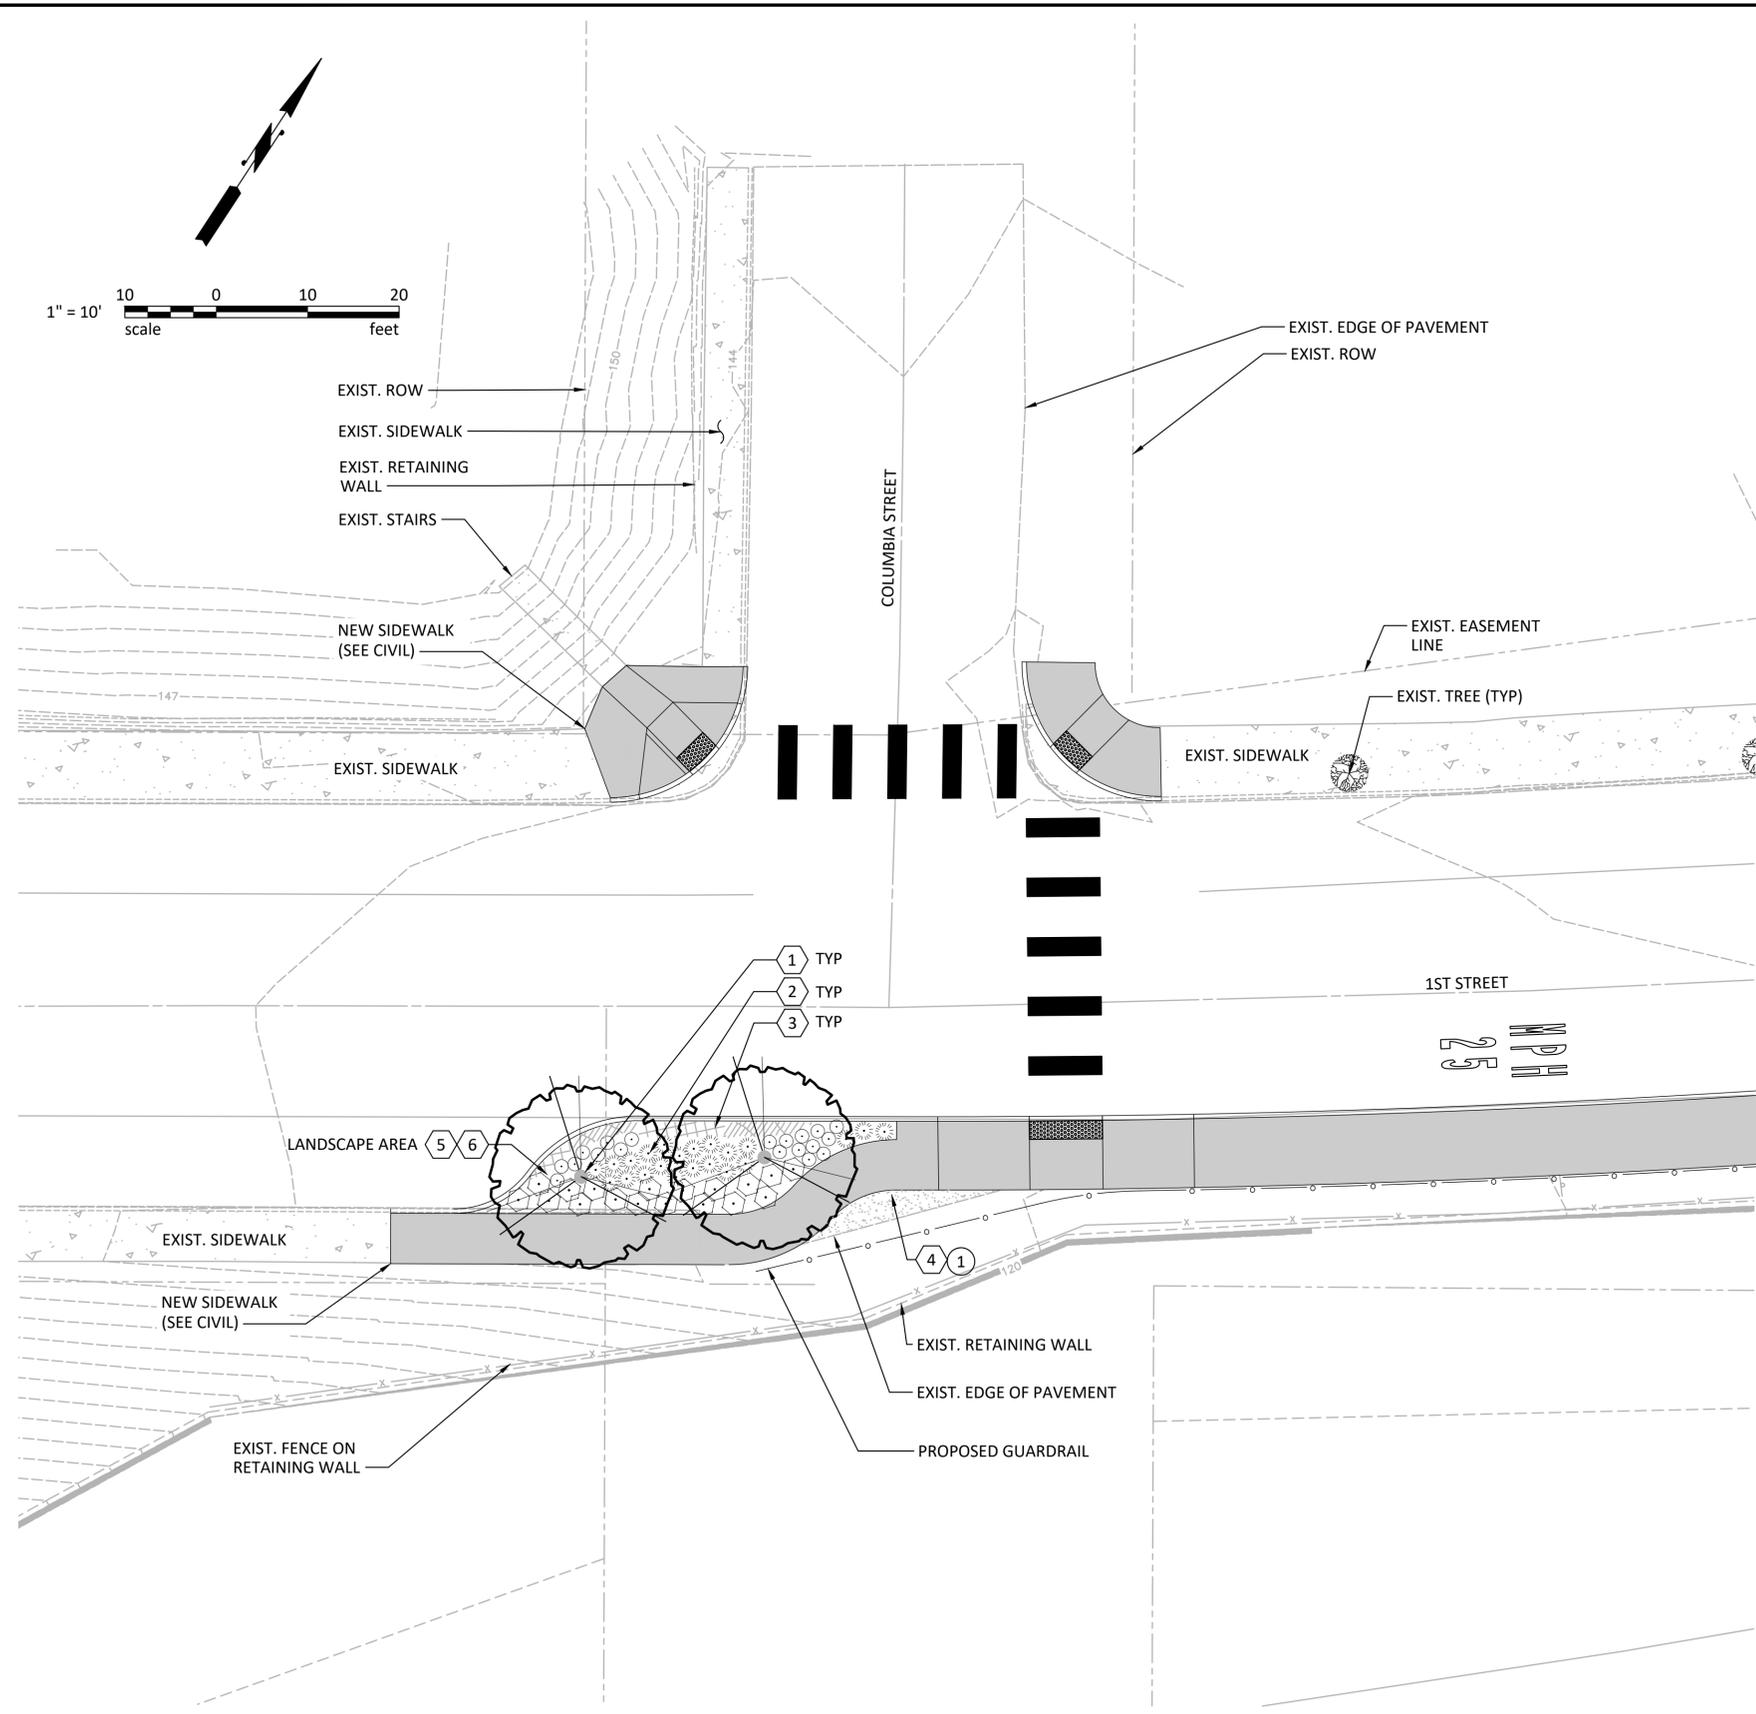 10 0 10 20
1" = 10'
scale feet
EXIST. EDGE OF PAVEMENT
EXIST. ROW
150
144
EXIST. ROW
EXIST. SIDEWALK
EXIST. RETAINING
WALL
EXIST. STAIRS
COLUMBIA STREET
NEW SIDEWALK
(SEE CIVIL)
EXIST. EASEMENT
LINE
147
EXIST. TREE (TYP)
EXIST. SIDEWALK
EXIST. SIDEWALK
1 TYP
2 TYP
3 TYP
1ST STREET
MPH
25
LANDSCAPE AREA 5 6
EXIST. SIDEWALK
4 1
120
NEW SIDEWALK
(SEE CIVIL)
EXIST. RETAINING WALL
EXIST. EDGE OF PAVEMENT
EXIST. FENCE ON
RETAINING WALL
PROPOSED GUARDRAIL